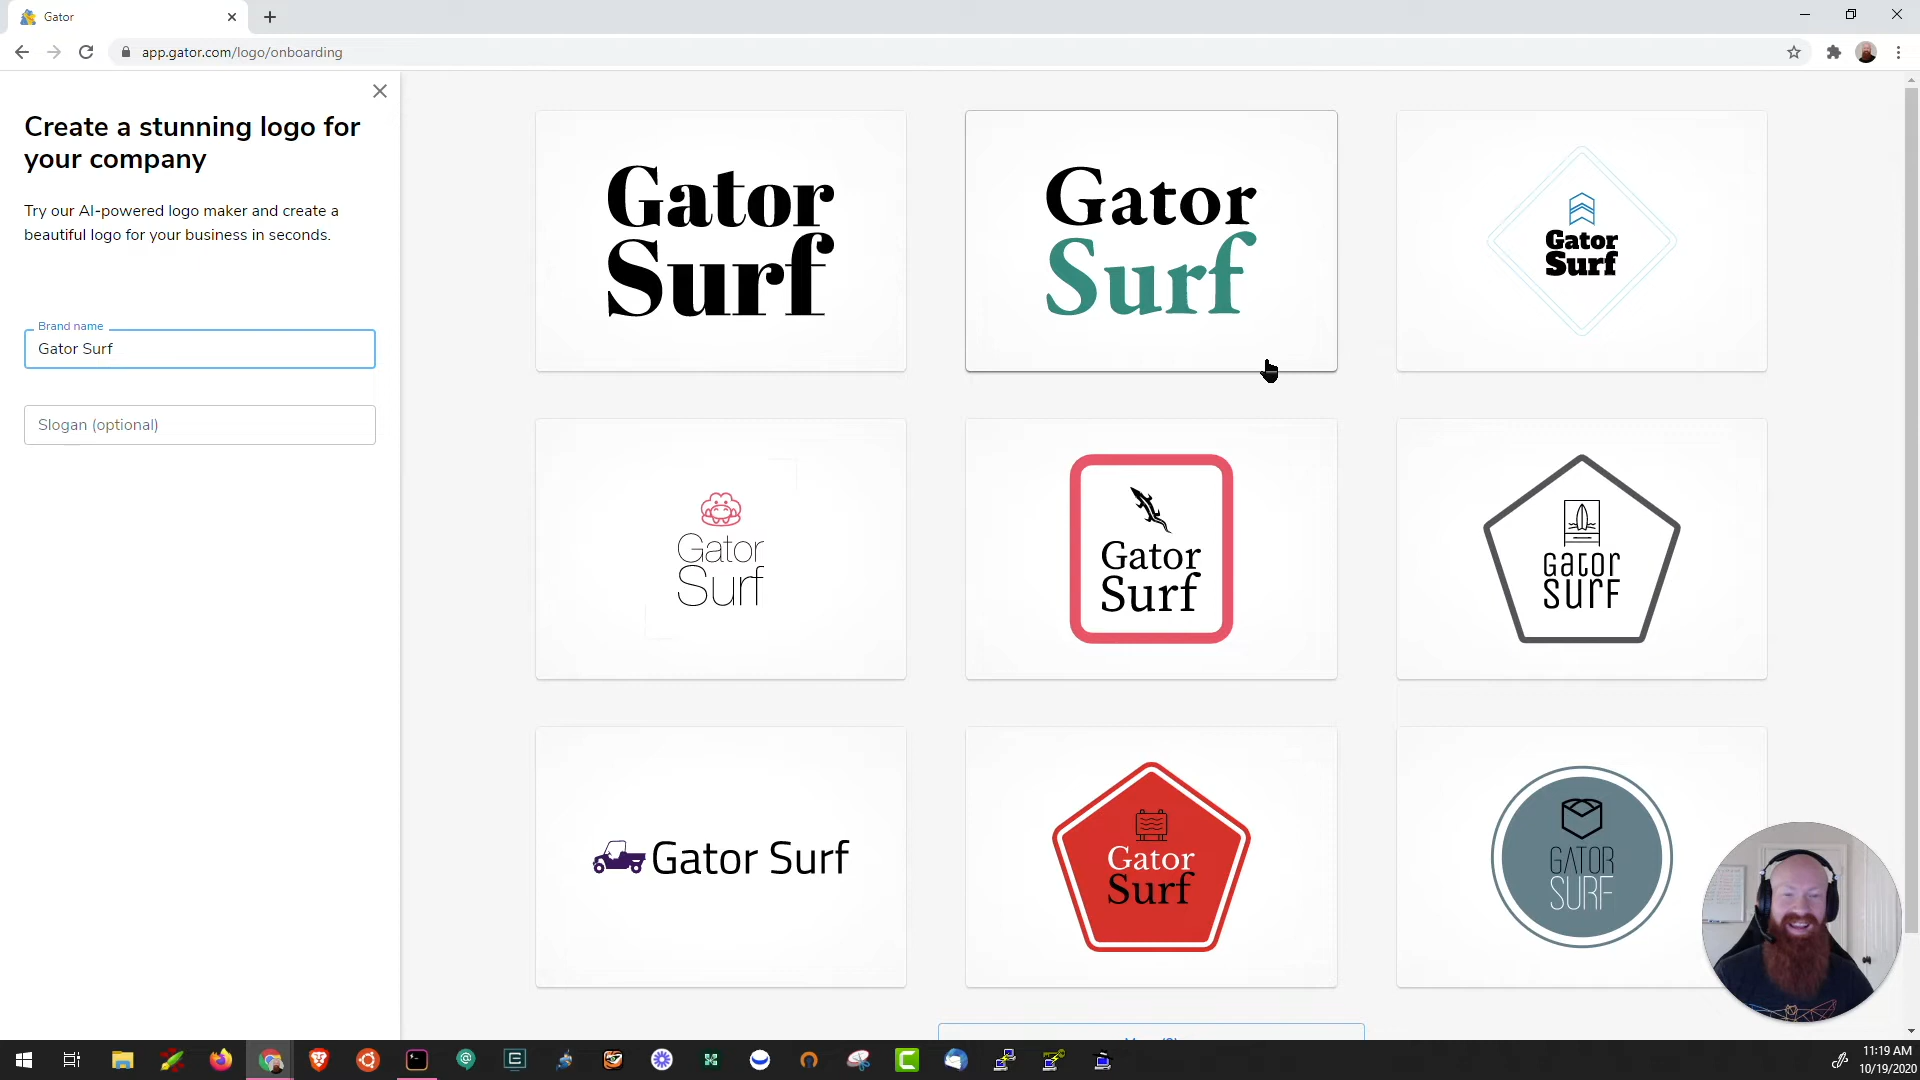 Gator
app.gator.com/logo/onboarding
Create a stunning logo for
your company
Try our AI-powered logo maker and create a
beautiful logo for your business in seconds.
Brand name
Gator Surf
Slogan (optional)
Gator
Surf
Gator
Surf
Gator
Surf
Gator
Surf
Gator
Surf
Gator
Surf
Gator Surf
Gator
Surf
GATOR
SURF
11:19 AM
10/19/2020